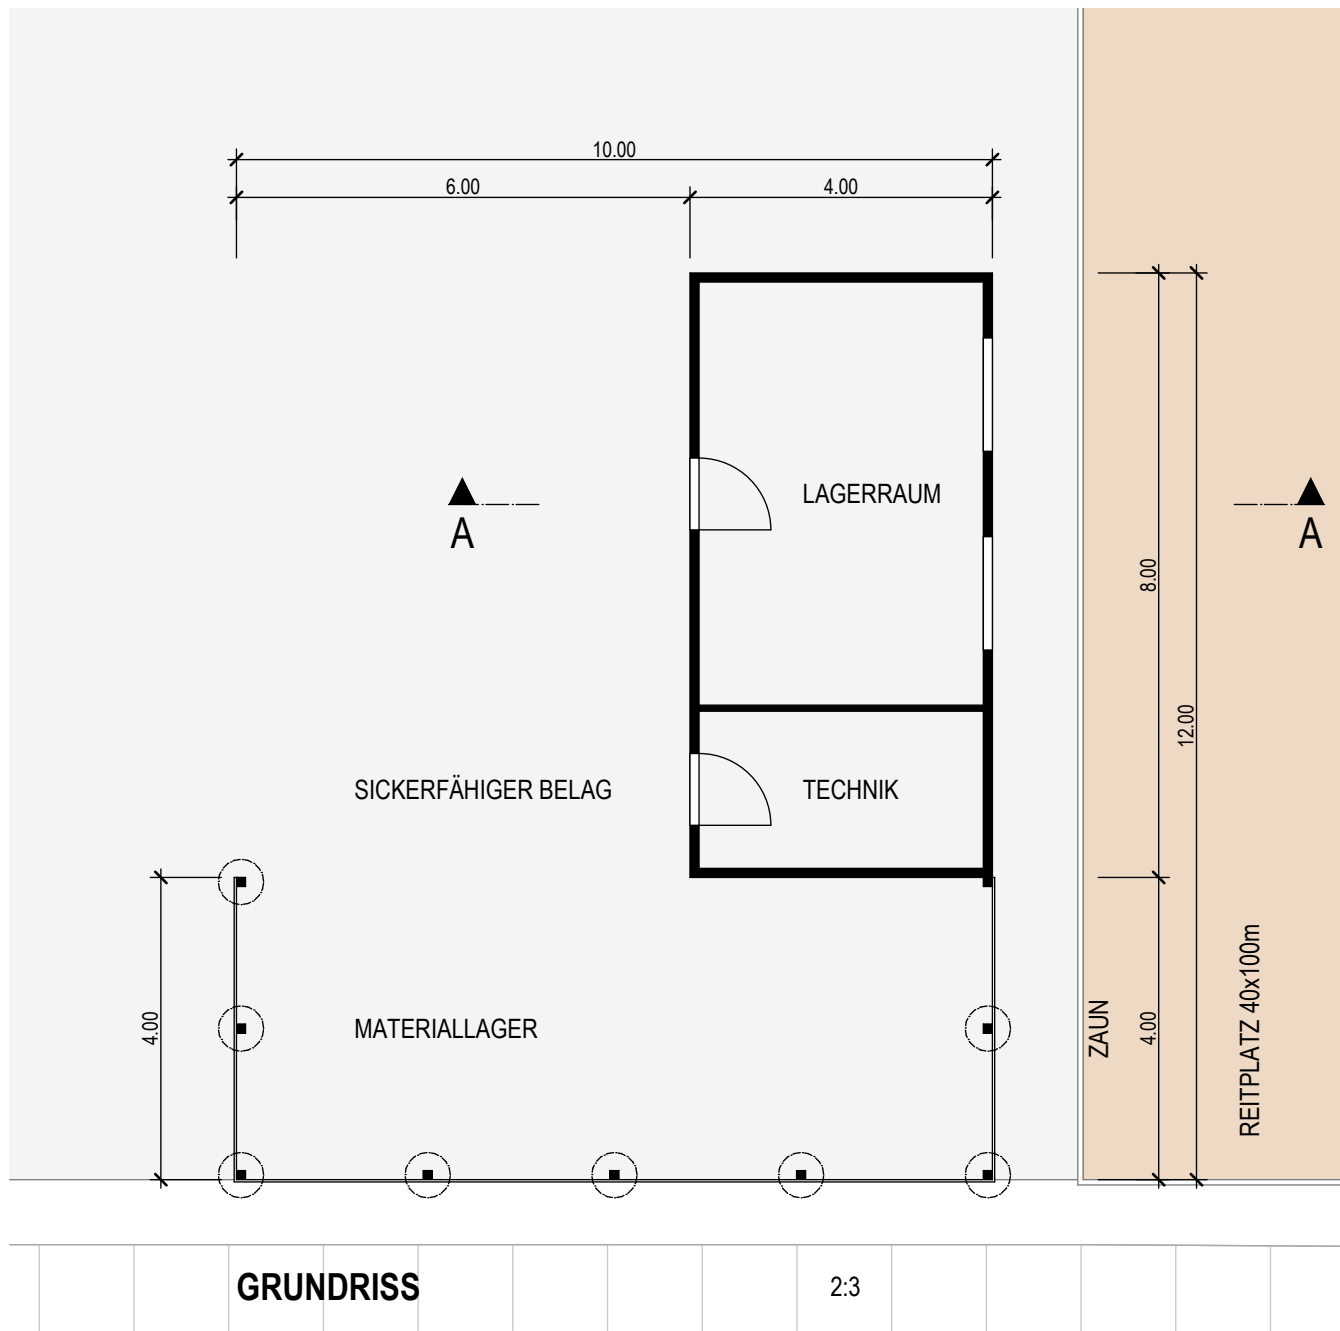 10.00
6.00
4.00
LAGERRAUM
A
A
8.00
12.00
SICKERFÄHIGER BELAG
TECHNIK
4.00
MATERIALLAGER
ZAUN
4.00
REITPLATZ 40x100m
GRUNDRISS
2:3